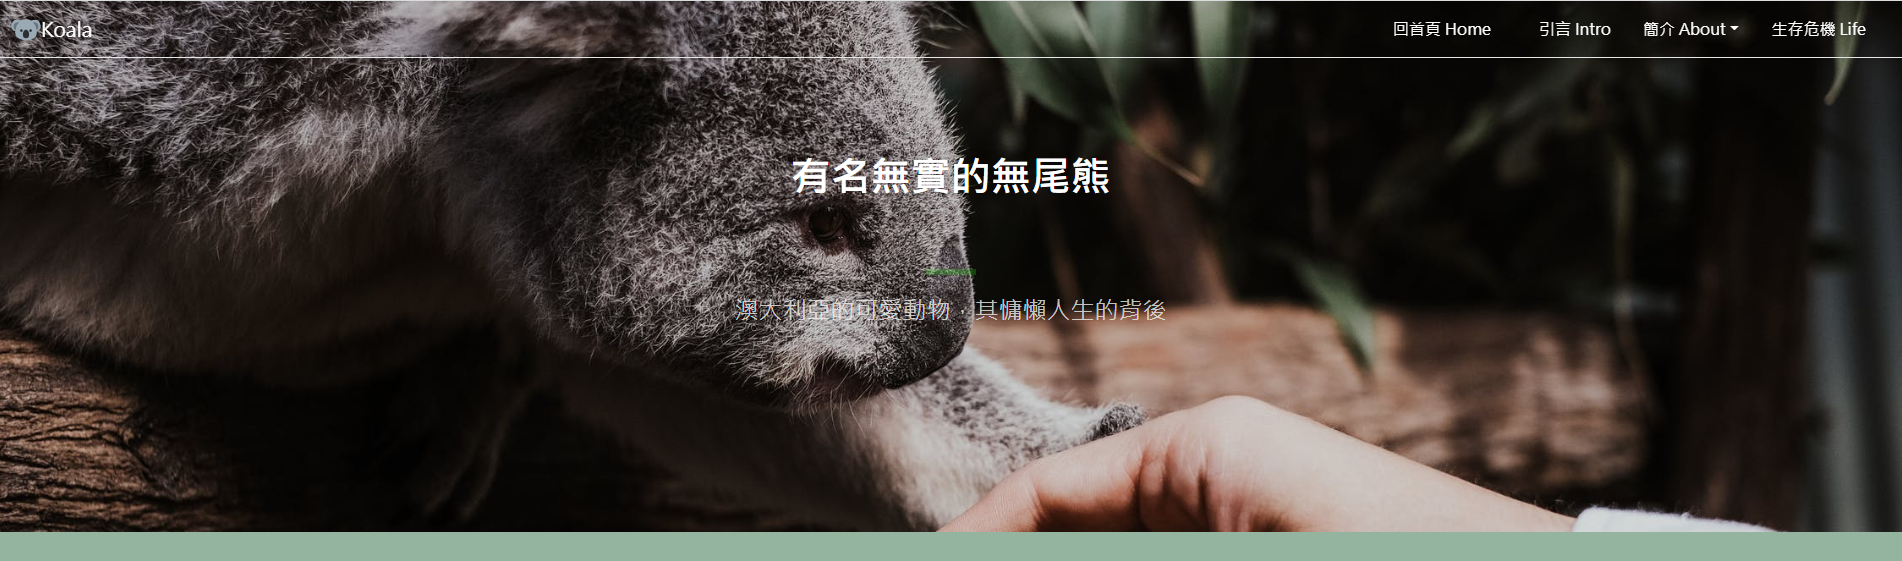 Koala
回首頁 Home
引言 Intro
簡介 About
生存危機 Life
有名無實的無尾熊
澳大利亞的可愛動物．其慵懶人生的背後